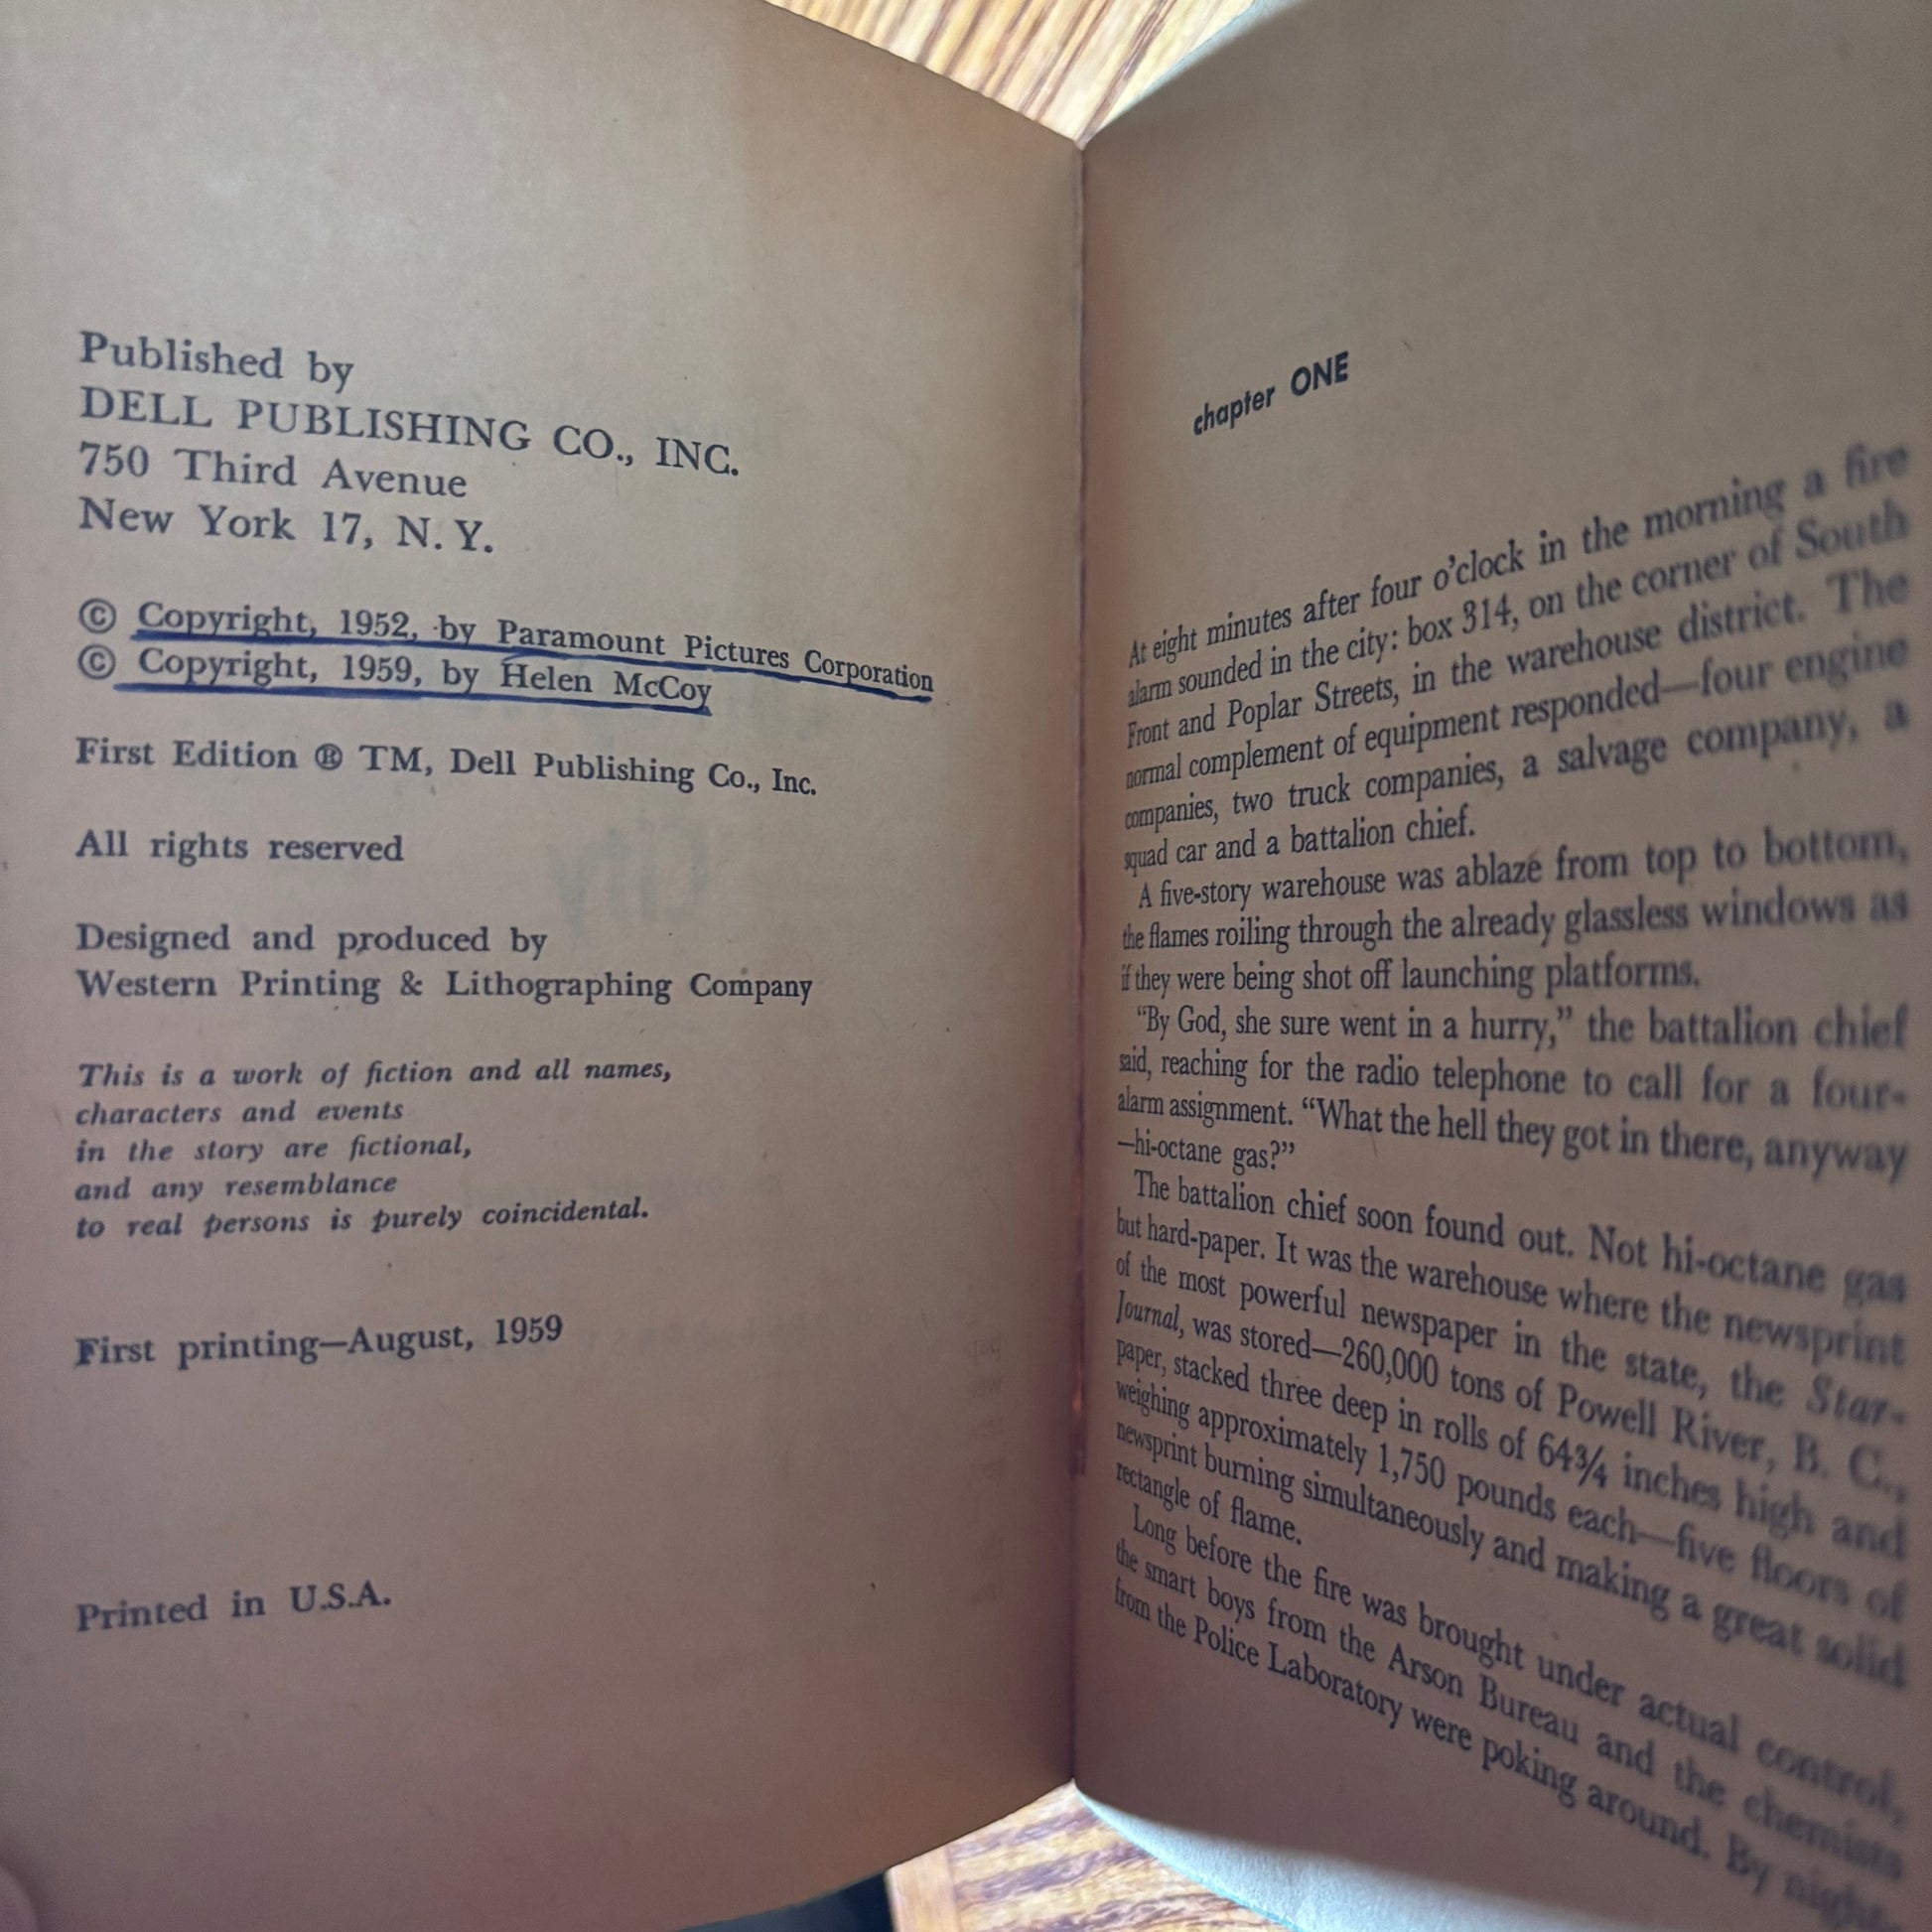 Published by
DELL PUBLISHING CO., INC.
750 Third Avenue
New York 17, N. Y.
© Copyright, 1952, by Paramount Pictures Corporation
© Copyright, 1959, by Helen McCoy
First Edition ® TM, Dell Publishing Co., Inc.
All rights reserved
Designed and produced by
Western Printing & Lithographing Company
This is a work of fiction and all names,
characters and events
in the story are fictional,
and any resemblance
to real persons is purely coincidental.
First printing—August, 1959
Printed in U.S.A.
chapter ONE
At eight minutes after four o'clock in the morning a fire
alarm sounded in the city: box 314, on the corner of South
Front and Poplar Streets, in the warehouse district. The
normal complement of equipment responded—four engine
companies, two truck companies, a salvage company, a
squad car and a battalion chief.
A five-story warehouse was ablaze from top to bottom,
the flames roiling through the already glassless windows as
if they were being shot off launching platforms.
"By God, she sure went in a hurry," the battalion chief
said, reaching for the radio telephone to call for a four-
alarm assignment. "What the hell they got in there, anyway
—hi-octane gas?"
The battalion chief soon found out. Not hi-octane gas
but hard-paper. It was the warehouse where the newsprint
of the most powerful newspaper in the state, the Star-
Journal, was stored—260,000 tons of Powell River, B. C.,
paper, stacked three deep in rolls of 64¾ inches high and
weighing approximately 1,750 pounds each—five floors of
newsprint burning simultaneously and making a great solid
rectangle of flame.
Long before the fire was brought under actual control,
the smart boys from the Arson Bureau and the chemists
from the Police Laboratory were poking around. By night-
City